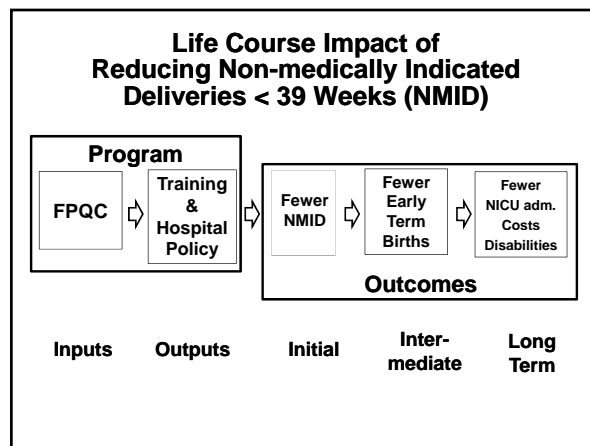 Life Course Impact of
Reducing Non-medically Indicated
Deliveries < 39 Weeks (NMID)
Program
FPQC
Training
&
Hospital
Policy
Fewer
NMID
Fewer
Early
Term
Births
Fewer
NICU adm.
Costs
Disabilities
Outcomes
Inputs
Outputs
Initial
Inter-
mediate
Long
Term